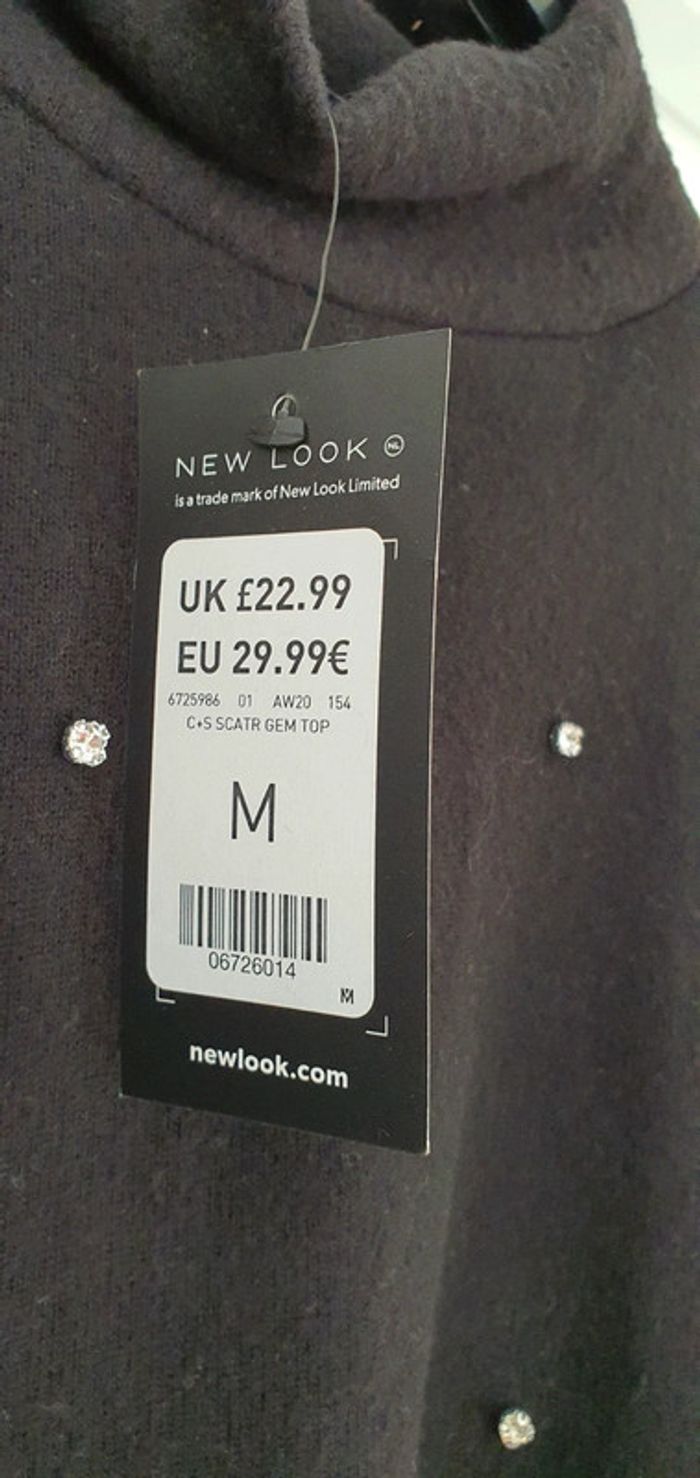 NEW LOOK NL
is a trade mark of New Look Limited
UK £22.99
EU 29.99€
6725986 01 AW20 154
C+S SCATR GEM TOP
M
06726014
M
newlook.com